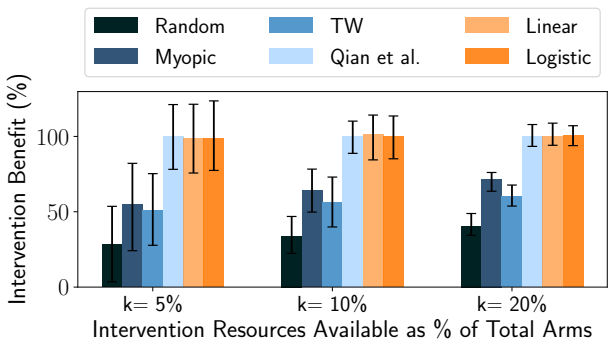 Random TW Linear
Myopic Qian et al. Logistic
Intervention Benefit (%)
100
50
0
k= 5% k= 10% k= 20%
Intervention Resources Available as % of Total Arms